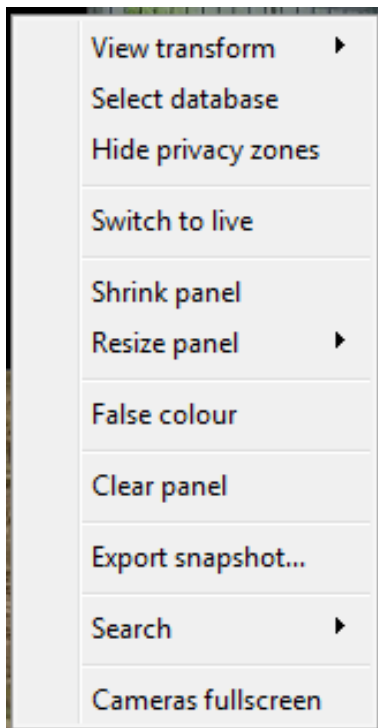 View transform
Select database
Hide privacy zones
Switch to live
Shrink panel
Resize panel
False colour
Clear panel
Export snapshot...
Search
Cameras fullscreen